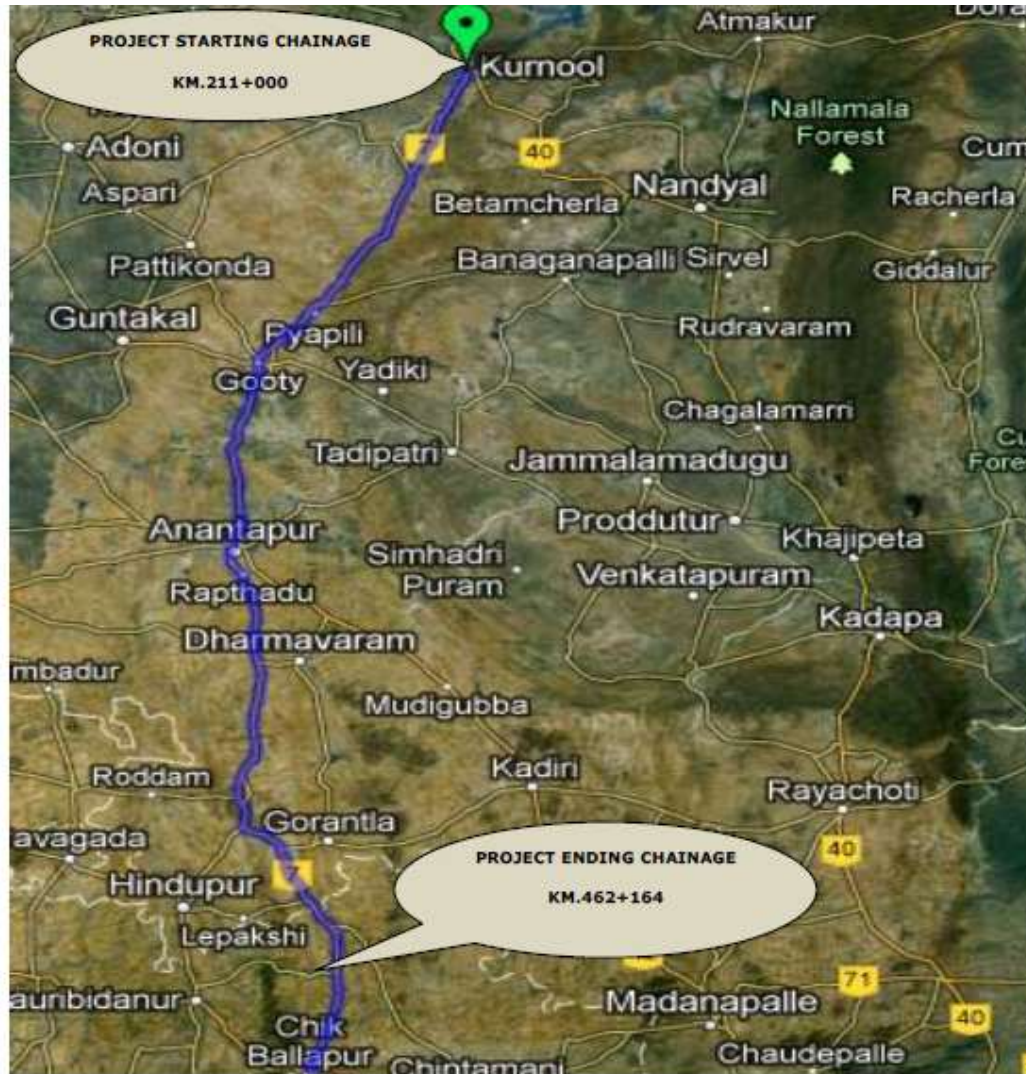 PROJECT STARTING CHAINAGE
KM.211+000
Atmakur
Kurnool
Nallamala
Forest
Adoni
40
Cum
Aspari
Nandyal
Betamcherla
Racherla
Pattikonda
Banaganapalli
Sirvel
Giddalur
Guntakal
Pyapili
Rudravaram
Gooty
Yadiki
Chagalamarri
Tadipatri
Jammalamadugu
Fore
Anantapur
Proddutur
Khajipeta
Simhadri
Puram
Rapthadu
Venkatapuram
Kadapa
Dharmavaram
mbadur
Mudigubba
Roddam
Kadiri
Rayachoti
Gorantla
avagada
PROJECT ENDING CHAINAGE
40
KM.462+164
Hindupur
Lepakshi
71
auribidanur
Madanapalle
40
Chik
Ballapur
Chintamani
Chaudepalle